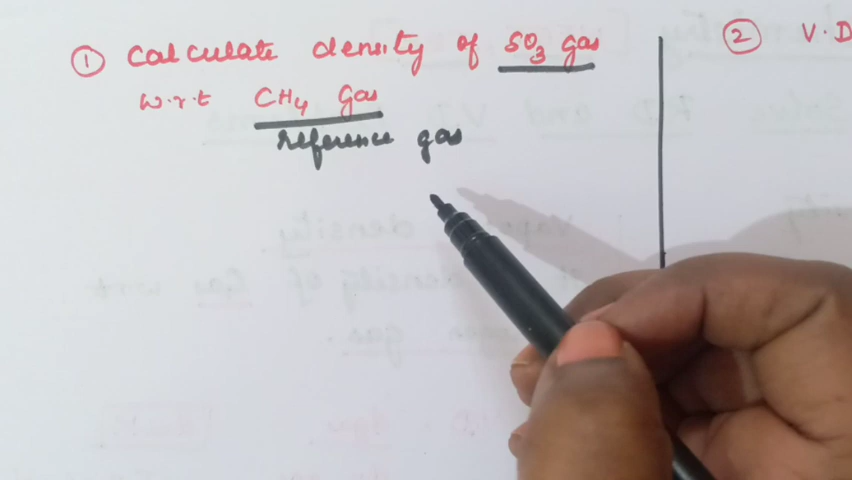 ① Calculate density of SO₃ gas
w.r.t CH₄ Gas
reference gas
② V.D